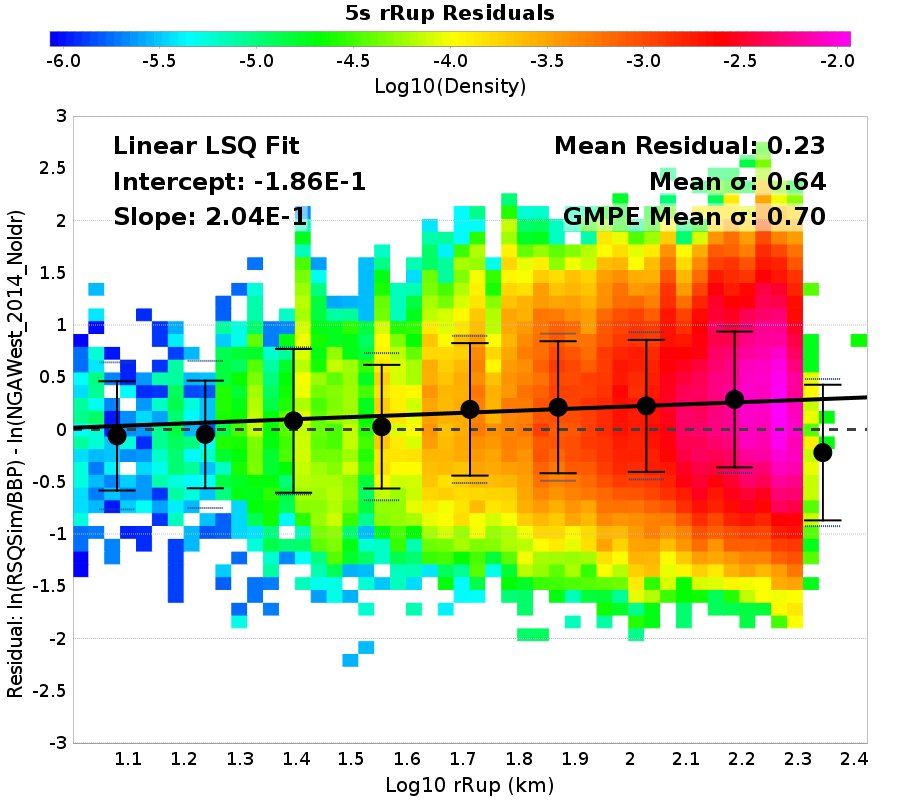 5s rRup Residuals
-6.0 -5.5 -5.0 -4.5 -4.0 -3.5 -3.0 -2.5 -2.0
Log10(Density)
Linear LSQ Fit
Intercept: -1.86E-1
Slope: 2.04E-1
Mean Residual: 0.23
Mean σ: 0.64
GMPE Mean σ: 0.70
Residual: ln(RSQSim/BBP) - ln(NGAWest_2014_NoIdr)
3
2.5
2
1.5
1
0.5
0
-0.5
-1
-1.5
-2
-2.5
-3
1.1 1.2 1.3 1.4 1.5 1.6 1.7 1.8 1.9 2 2.1 2.2 2.3 2.4
Log10 rRup (km)